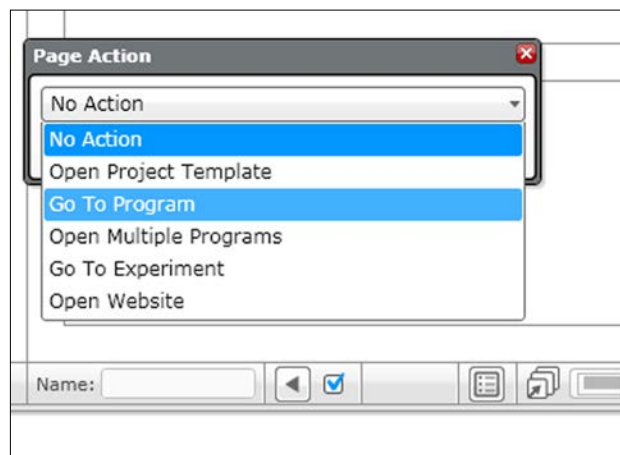 Page Action
No Action
No Action
Open Project Template
Go To Program
Open Multiple Programs
Go To Experiment
Open Website
Name: